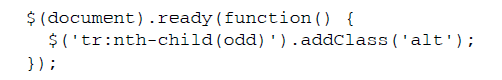 $(document).ready(function() {
  $('tr:nth-child(odd)').addClass('alt');
});